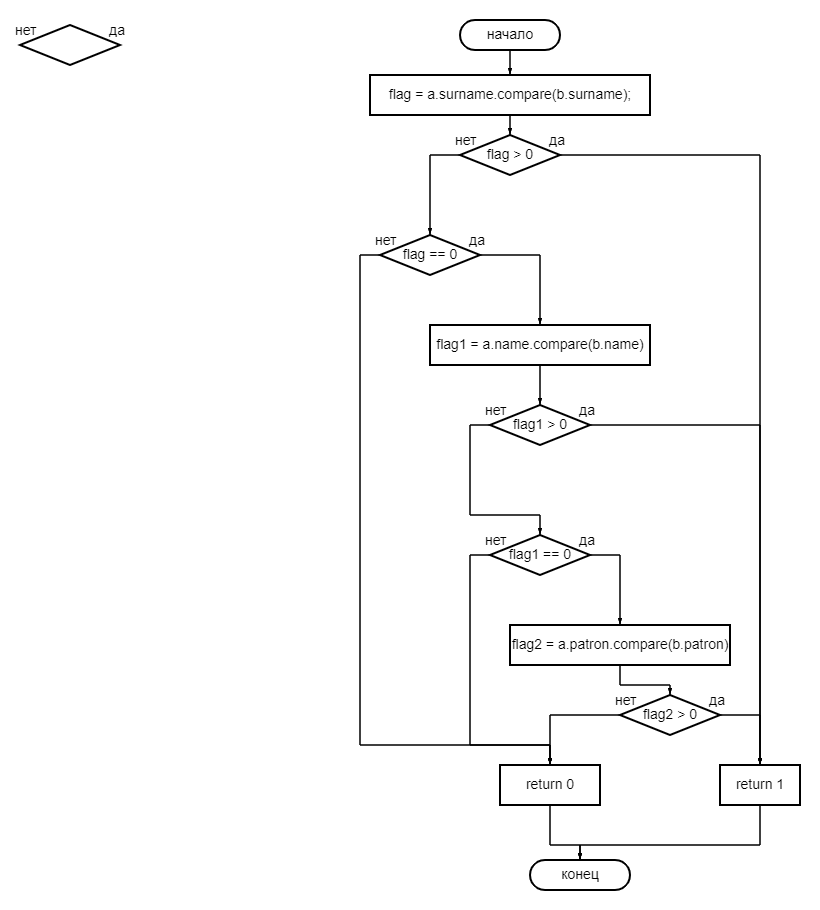 нет да
начало
flag = a.surname.compare(b.surname);
нет да
flag > 0
нет да
flag == 0
flag1 = a.name.compare(b.name)
нет да
flag1 > 0
нет да
flag1 == 0
flag2 = a.patron.compare(b.patron)
нет да
flag2 > 0
return 0
return 1
конец